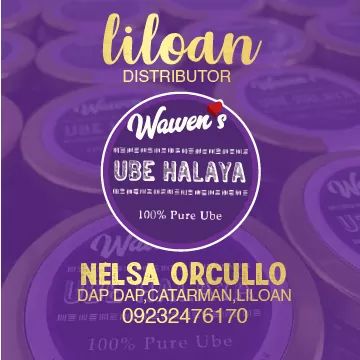 liloan
DISTRIBUTOR
Wawen's
UBE HALAYA
100% Pure Ube
NELSA ORCULLO
DAP DAP,CATARMAN,LILOAN
09232476170